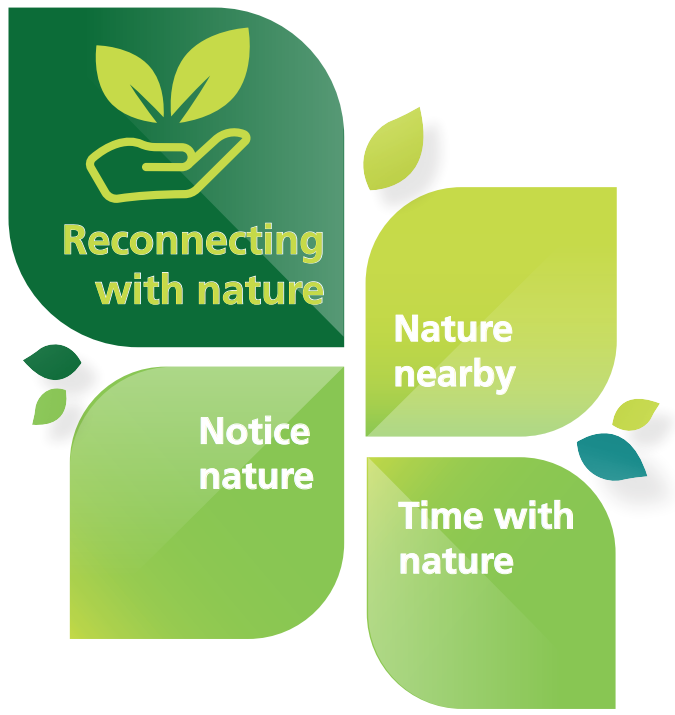 Reconnecting
with nature
Nature
nearby
Notice
nature
Time with
nature